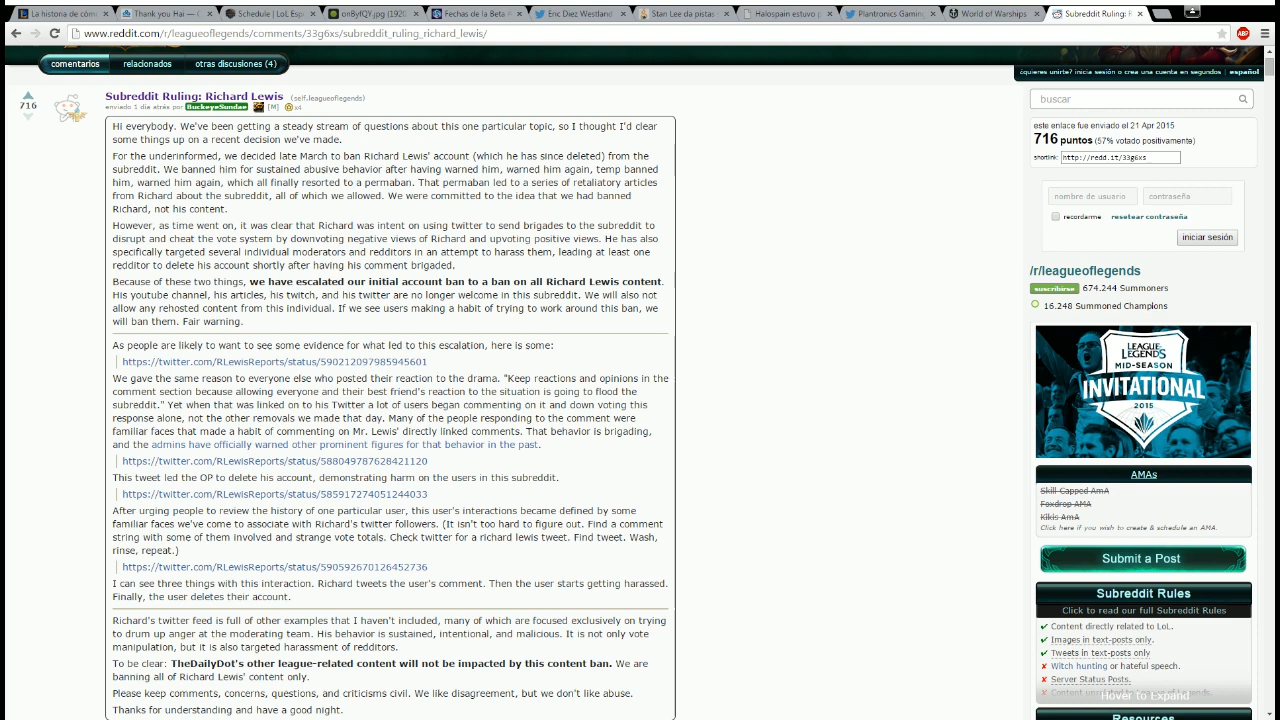 La historia de cóm
Thank you Hai — C
Schedule | LoL Esp
onByfQY.jpg (1920
Fechas de la Beta A
Eric Diez Westland
Stan Lee da pistas
Halospain estuvo p
Plantronics Gaming
World of Warships
Subreddit Ruling: R
www.reddit.com/r/leagueoflegends/comments/33g6xs/subreddit_ruling_richard_lewis/
ABP
comentarios
relacionados
otras discusiones (4)
¿quieres unirte? inicia sesión o crea una cuenta en segundos | español
716
Subreddit Ruling: Richard Lewis (self.leagueoflegends)
enviado 1 día atrés por BuckeyeSundae [M] x4
Hi everybody. We've been getting a steady stream of questions about this one particular topic, so I thought I'd clear
some things up on a recent decision we've made.
For the underinformed, we decided late March to ban Richard Lewis' account (which he has since deleted) from the
subreddit. We banned him for sustained abusive behavior after having warned him, warned him again, temp banned
him, warned him again, which all finally resorted to a permaban. That permaban led to a series of retaliatory articles
from Richard about the subreddit, all of which we allowed. We were committed to the idea that we had banned
Richard, not his content.
However, as time went on, it was clear that Richard was intent on using twitter to send brigades to the subreddit to
disrupt and cheat the vote system by downvoting negative views of Richard and upvoting positive views. He has also
specifically targeted several individual moderators and redditors in an attempt to harass them, leading at least one
redditor to delete his account shortly after having his comment brigaded.
Because of these two things, we have escalated our initial account ban to a ban on all Richard Lewis content.
His youtube channel, his articles, his twitch, and his twitter are no longer welcome in this subreddit. We will also not
allow any rehosted content from this individual. If we see users making a habit of trying to work around this ban, we
will ban them. Fair warning.
As people are likely to want to see some evidence for what led to this escalation, here is some:
https://twitter.com/RLewisReports/status/590212097985945601
We gave the same reason to everyone else who posted their reaction to the drama. "Keep reactions and opinions in the
comment section because allowing everyone and their best friend's reaction to the situation is going to flood the
subreddit." Yet when that was linked on to his Twitter a lot of users began commenting on it and down voting this
response alone, not the other removals we made that day. Many of the people responding to the comment were
familiar faces that made a habit of commenting on Mr. Lewis' directly linked comments. That behavior is brigading,
and the admins have officially warned other prominent figures for that behavior in the past.
https://twitter.com/RLewisReports/status/588049787628421120
This tweet led the OP to delete his account, demonstrating harm on the users in this subreddit.
https://twitter.com/RLewisReports/status/585917274051244033
After urging people to review the history of one particular user, this user's interactions became defined by some
familiar faces we've come to associate with Richard's twitter followers. (It isn't too hard to figure out. Find a comment
string with some of them involved and strange vote totals. Check twitter for a richard lewis tweet. Find tweet. Wash,
rinse, repeat.)
https://twitter.com/RLewisReports/status/590592670126452736
I can see three things with this interaction. Richard tweets the user's comment. Then the user starts getting harassed.
Finally, the user deletes their account.
Richard's twitter feed is full of other examples that I haven't included, many of which are focused exclusively on trying
to drum up anger at the moderating team. His behavior is sustained, intentional, and malicious. It is not only vote
manipulation, but it is also targeted harassment of redditors.
To be clear: TheDailyDot's other league-related content will not be impacted by this content ban. We are
banning all of Richard Lewis' content only.
Please keep comments, concerns, questions, and criticisms civil. We like disagreement, but we don't like abuse.
Thanks for understanding and have a good night.
buscar
este enlace fue enviado el 21 Apr 2015
716 puntos (57% votado positivamente)
shortlink: http://redd.it/33g6xs
nombre de usuario
contraseña
recordarme
resetear contraseña
iniciar sesión
/r/leagueoflegends
suscribirse 674.244 Summoners
16.248 Summoned Champions
LEAGUE
of
LEGENDS
MID-SEASON
INVITATIONAL
2015
AMAs
Skill Capped AmA
Foxdrop AMA
Kikis AmA
Click here if you wish to create & schedule an AMA.
Submit a Post
Subreddit Rules
Click to read our full Subreddit Rules
Content directly related to LoL.
Images in text-posts only.
Tweets in text-posts only
Witch hunting or hateful speech.
Server Status Posts.
Hover to Expand
Resources